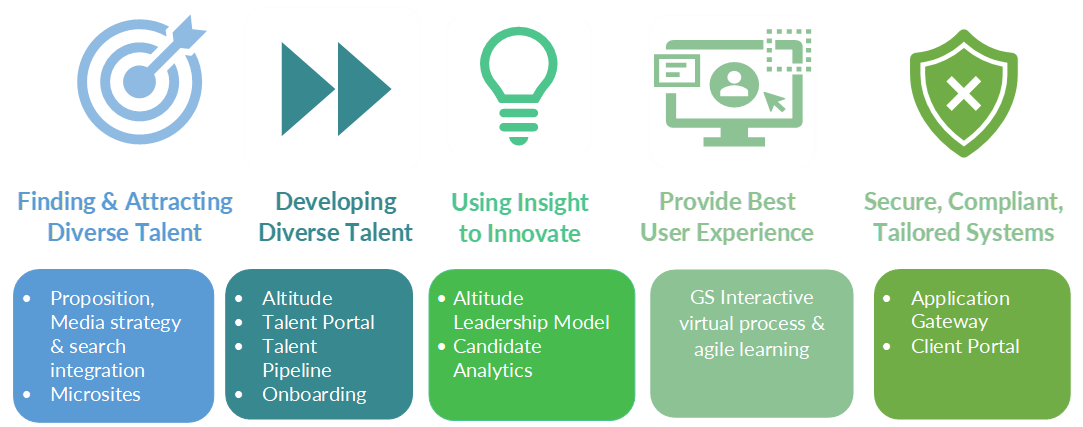 Finding & Attracting
Diverse Talent
Developing
Diverse Talent
Using Insight
to Innovate
Provide Best
User Experience
Secure, Compliant,
Tailored Systems
• Proposition,
Media strategy
& search
integration
• Microsites
• Altitude
• Talent Portal
• Talent
Pipeline
• Onboarding
• Altitude
Leadership Model
• Candidate
Analytics
GS Interactive
virtual process &
agile learning
• Application
Gateway
• Client Portal